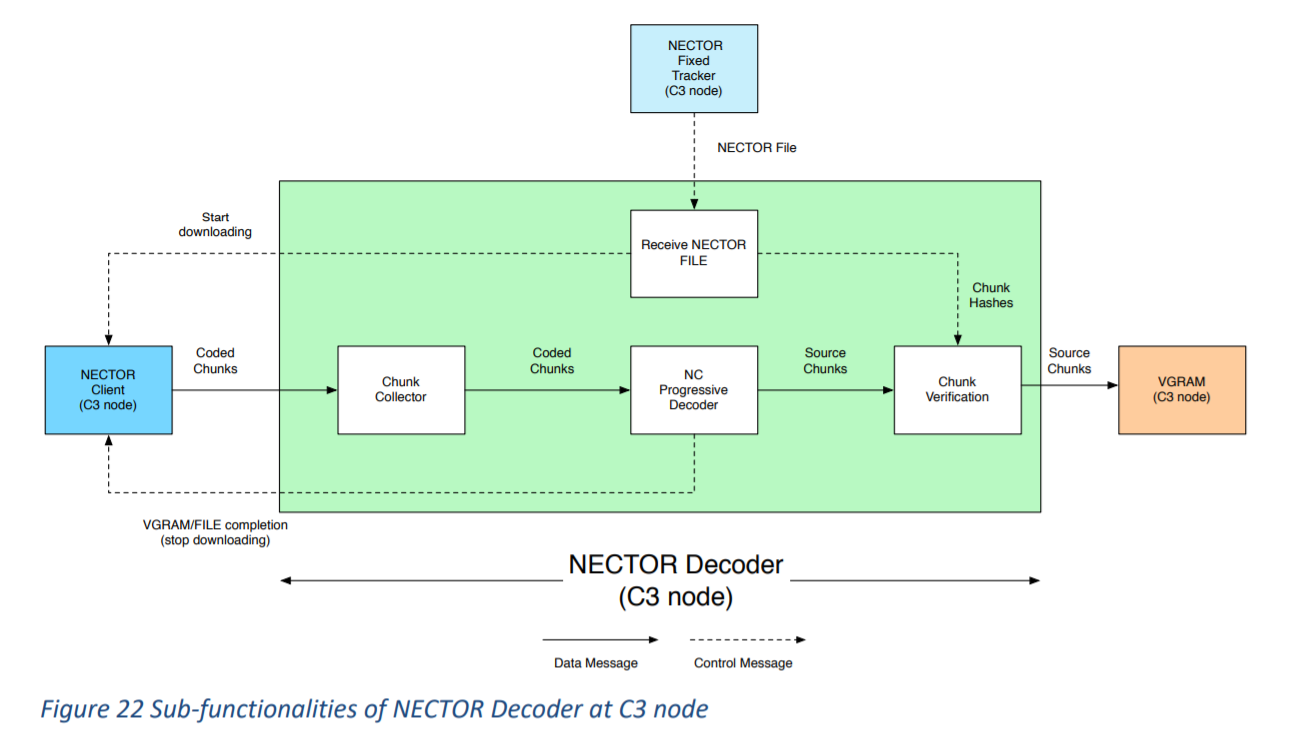 NECTOR
Fixed
Tracker
(C3 node)
NECTOR File
Start
downloading
Receive NECTOR
FILE
Chunk
Hashes
NECTOR
Client
(C3 node)
Coded
Chunks
Chunk
Collector
Coded
Chunks
NC
Progressive
Decoder
Source
Chunks
Chunk
Verification
Source
Chunks
VGRAM
(C3 node)
VGRAM/FILE completion
(stop downloading)
NECTOR Decoder
(C3 node)
Data Message
Control Message
Figure 22 Sub-functionalities of NECTOR Decoder at C3 node